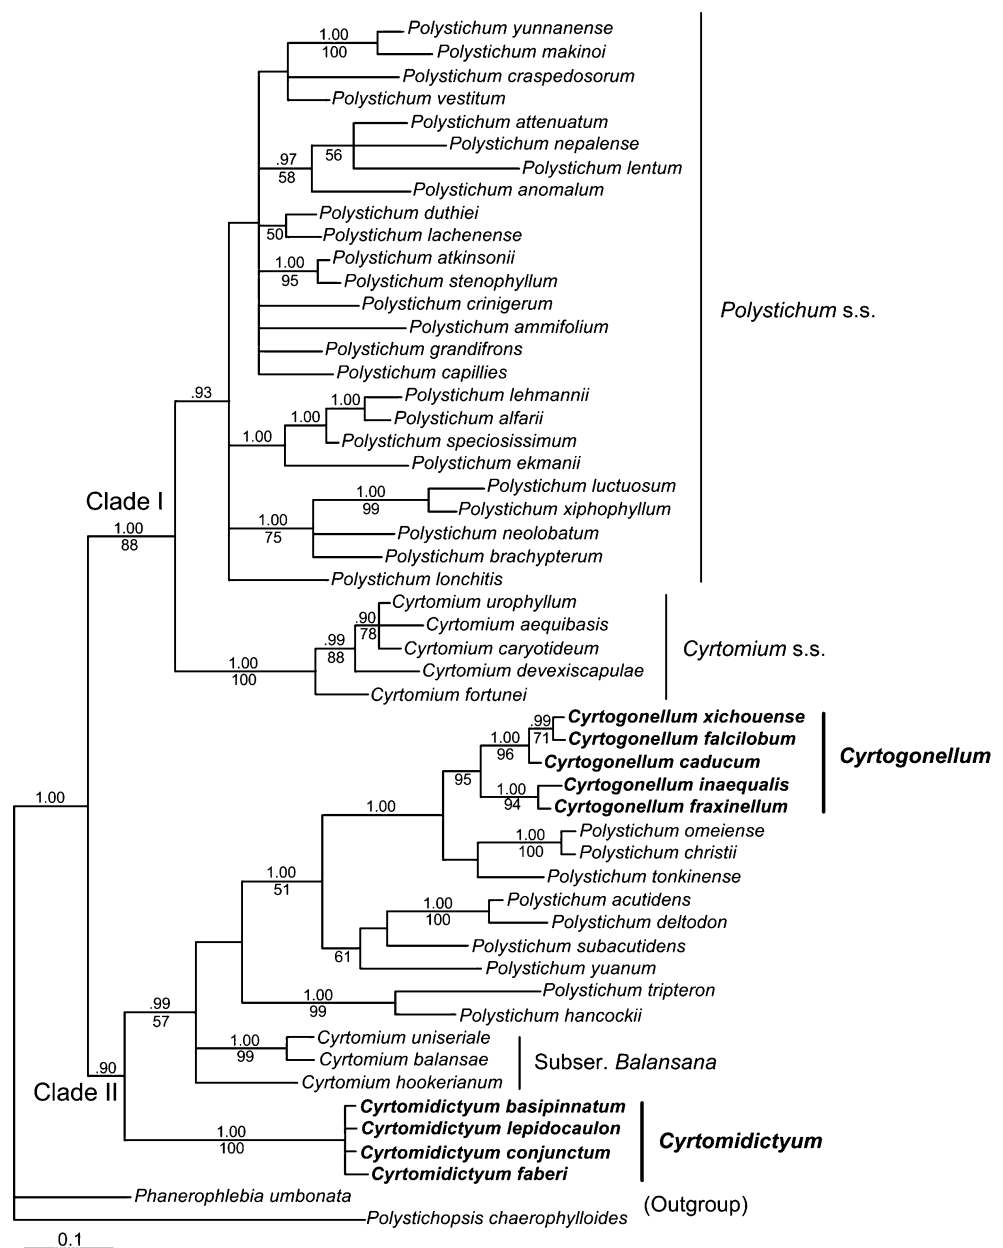 Polystichum yunnanense
1.00
100
Polystichum makinoi
Polystichum craspedosorum
Polystichum vestitum
Polystichum attenuatum
Polystichum nepalense
56
.97
58
Polystichum lentum
Polystichum anomalum
Polystichum duthiei
50
Polystichum lachenense
Polystichum atkinsonii
1.00
95
Polystichum stenophyllum
Polystichum crinigerum
Polystichum s.s.
Polystichum ammifolium
Polystichum grandifrons
Polystichum capillies
.93
Polystichum lehmannii
1.00
Polystichum alfarii
1.00
Polystichum speciosissimum
1.00
Polystichum ekmanii
Polystichum luctuosum
1.00
99
Polystichum xiphophyllum
Clade I
1.00
88
1.00
75
Polystichum neolobatum
Polystichum brachypterum
Polystichum lonchitis
Cyrtomium urophyllum
.90
78
Cyrtomium aequibasis
Cyrtomium caryotideum
.99
88
Cyrtomium s.s.
1.00
100
Cyrtomium devexiscapulae
Cyrtomium fortunei
Cyrtogonellum xichouense
.99
71
Cyrtogonellum falcilobum
1.00
96
Cyrtogonellum caducum
Cyrtogonellum
95
Cyrtogonellum inaequalis
1.00
94
Cyrtogonellum fraxinellum
1.00
1.00
Polystichum omeiense
1.00
100
Polystichum christii
Polystichum tonkinense
1.00
51
Polystichum acutidens
1.00
100
Polystichum deltodon
Polystichum subacutidens
61
Polystichum yuanum
Polystichum tripteron
1.00
99
Polystichum hancockii
.99
57
Cyrtomium uniseriale
1.00
99
Cyrtomium balansae
Subser. Balansana
Cyrtomium hookerianum
.90
Clade II
Cyrtomidictyum basipinnatum
Cyrtomidictyum lepidocaulon
1.00
100
Cyrtomidictyum
Cyrtomidictyum conjunctum
Cyrtomidictyum faberi
Phanerophlebia umbonata
(Outgroup)
Polystichopsis chaerophylloides
0.1